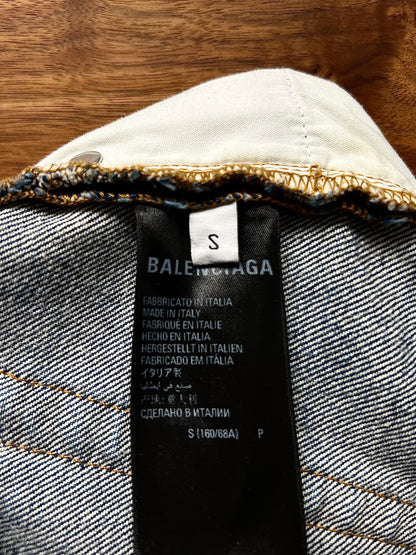 S
BALENCIAGA
FABBRICATO IN ITALIA
MADE IN ITALY
FABRIQUÉ EN ITALIE
HECHO EN ITALIA
HERGESTELLT IN ITALIEN
FABRICADO EM ITÁLIA
イタリア製
صنع في ايطاليا
产地：意大利
СДЕЛАНО В ИТАЛИИ
S (160/68A) P